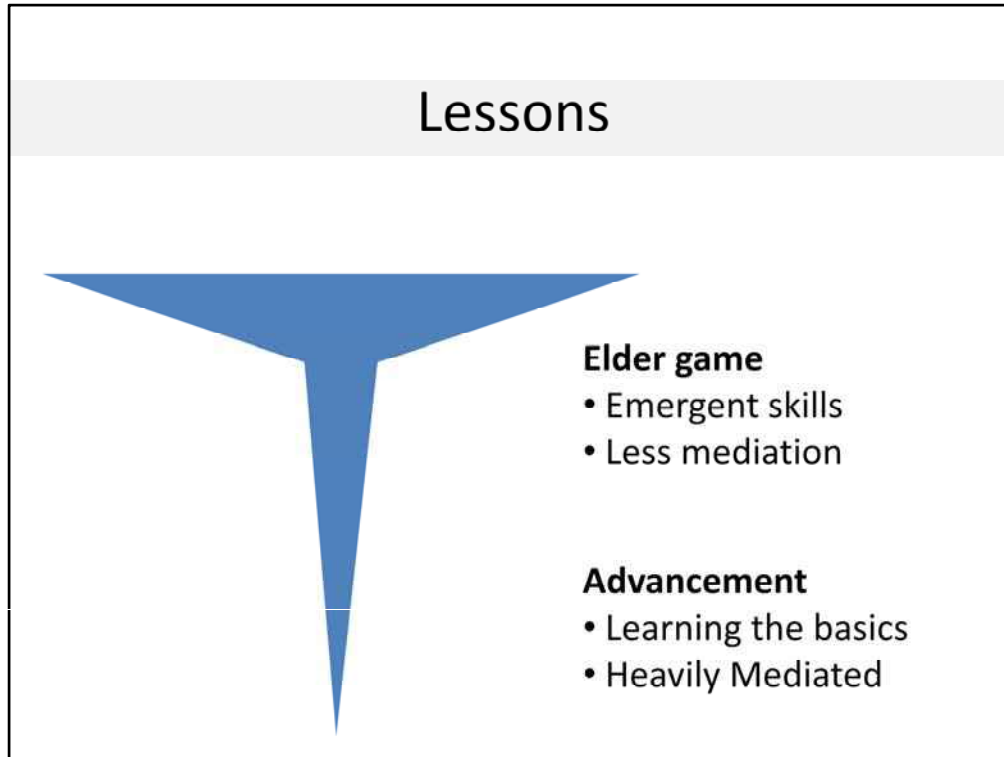 Lessons
Elder game
• Emergent skills
• Less mediation
Advancement
• Learning the basics
• Heavily Mediated